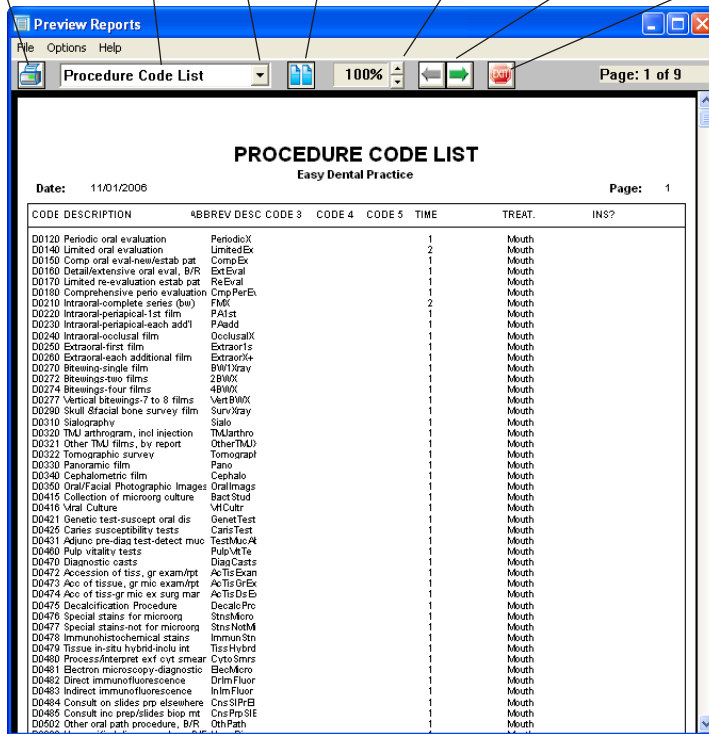 Preview Reports
File Options Help
Procedure Code List 100% EXIT Page: 1 of 9
PROCEDURE CODE LIST
Easy Dental Practice
Date: 11/01/2006 Page: 1
CODE DESCRIPTION ABBREV DESC CODE 3 CODE 4 CODE 5 TIME TREAT. INS?
D0120 Periodic oral evaluation PeriodicX 1 Mouth
D0140 Limited oral evaluation LimitedEx 2 Mouth
D0150 Comp oral eval-new/estab pat CompEx 1 Mouth
D0160 Detail/extensive oral eval, B/R ExtEval 1 Mouth
D0170 Limited re-evaluation estab pat ReEval 1 Mouth
D0180 Comprehensive perio evaluation CmpPerEv 1 Mouth
D0210 Intraoral-complete series (bw) FMX 2 Mouth
D0220 Intraoral-periapical-1st film PA1st 1 Mouth
D0230 Intraoral-periapical-each add'l PAadd 1 Mouth
D0240 Intraoral-occlusal film OcclusalX 1 Mouth
D0250 Extraoral-first film Extraor1s 1 Mouth
D0260 Extraoral-each additional film ExtraorX+ 1 Mouth
D0270 Bitewing-single film BW1Xray 1 Mouth
D0272 Bitewings-two films 2BWX 1 Mouth
D0274 Bitewings-four films 4BWX 1 Mouth
D0277 Vertical bitewings-7 to 8 films VertBWX 1 Mouth
D0290 Skull &facial bone survey film SurvXray 1 Mouth
D0310 Sialography Sialo 1 Mouth
D0320 TMJ arthrogram, incl injection TMJarthro 1 Mouth
D0321 Other TMJ films, by report OtherTMJX 1 Mouth
D0322 Tomographic survey Tomograph 1 Mouth
D0330 Panoramic film Pano 1 Mouth
D0340 Cephalometric film Cephalo 1 Mouth
D0350 Oral/Facial Photographic Images OralImags 1 Mouth
D0415 Collection of microorg culture Bact Stud 1 Mouth
D0416 Viral Culture VrlCultr 1 Mouth
D0421 Genetic test-suscept oral dis GenetTest 1 Mouth
D0425 Caries susceptibility tests CarisTest 1 Mouth
D0431 Adjunc pre-diag test-detect muc TestMucAb 1 Mouth
D0460 Pulp vitality tests PulpVitTe 1 Mouth
D0470 Diagnostic casts DiagCasts 1 Mouth
D0472 Accession of tiss, gr exam/rpt AcTisExan 1 Mouth
D0473 Acc of tissue, gr mic exam/rpt AcTisGrEx 1 Mouth
D0474 Acc of tiss-gr mic ex surg mar AcTisDsEx 1 Mouth
D0475 Decalcification Procedure DecalcPrc 1 Mouth
D0476 Special stains for microorg StnsMicro 1 Mouth
D0477 Special stains-not for microorg StnsNotMi 1 Mouth
D0478 Immunohistochemical stains ImmunStn 1 Mouth
D0479 Tissue in-situ hybrid-inclu int TissHybrd 1 Mouth
D0480 Process/interpret exf cyt smear CytoSmrs 1 Mouth
D0481 Electron microscopy-diagnostic ElecMicro 1 Mouth
D0482 Direct immunofluorescence DrImFluor 1 Mouth
D0483 Indirect immunofluorescence InImFluor 1 Mouth
D0484 Consult on slides prp elsewhere CnsSlPrEl 1 Mouth
D0485 Consult inc prep/slides biop mt CnsPrpSlE 1 Mouth
D0502 Other oral path procedure, B/R OthPath 1 Mouth